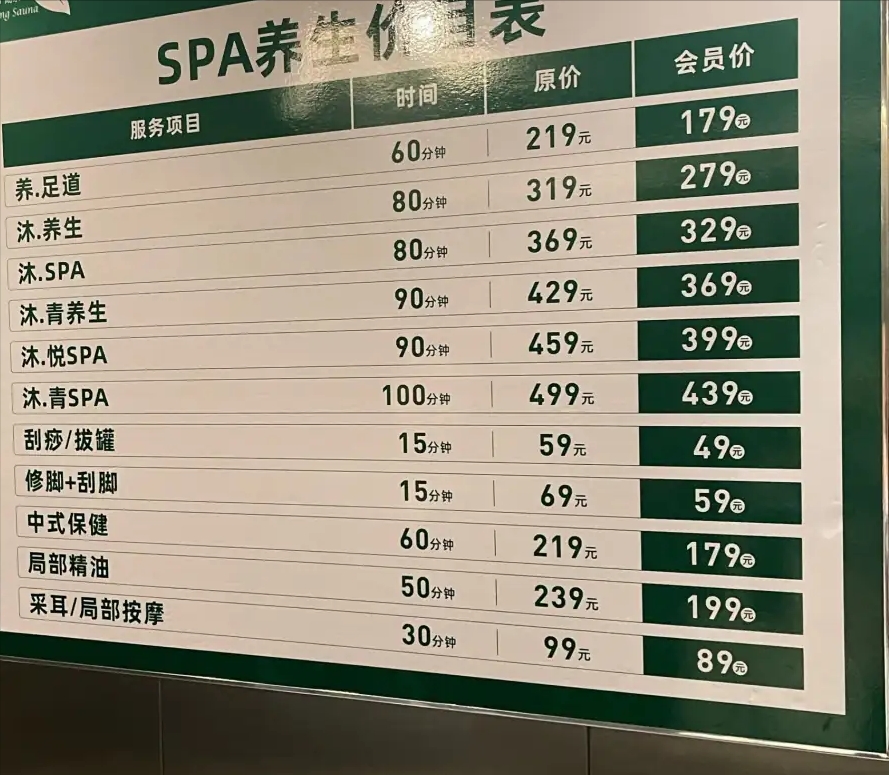 ng Sauna
SPA养生价目表
服务项目 时间 原价 会员价
养.足道 60分钟 219元 179元
沐.养生 80分钟 319元 279元
沐.SPA 80分钟 369元 329元
沐.青养生 90分钟 429元 369元
沐.悦SPA 90分钟 459元 399元
沐.青SPA 100分钟 499元 439元
刮痧/拔罐 15分钟 59元 49元
修脚+刮脚 15分钟 69元 59元
中式保健 60分钟 219元 179元
局部精油 50分钟 239元 199元
采耳/局部按摩 30分钟 99元 89元